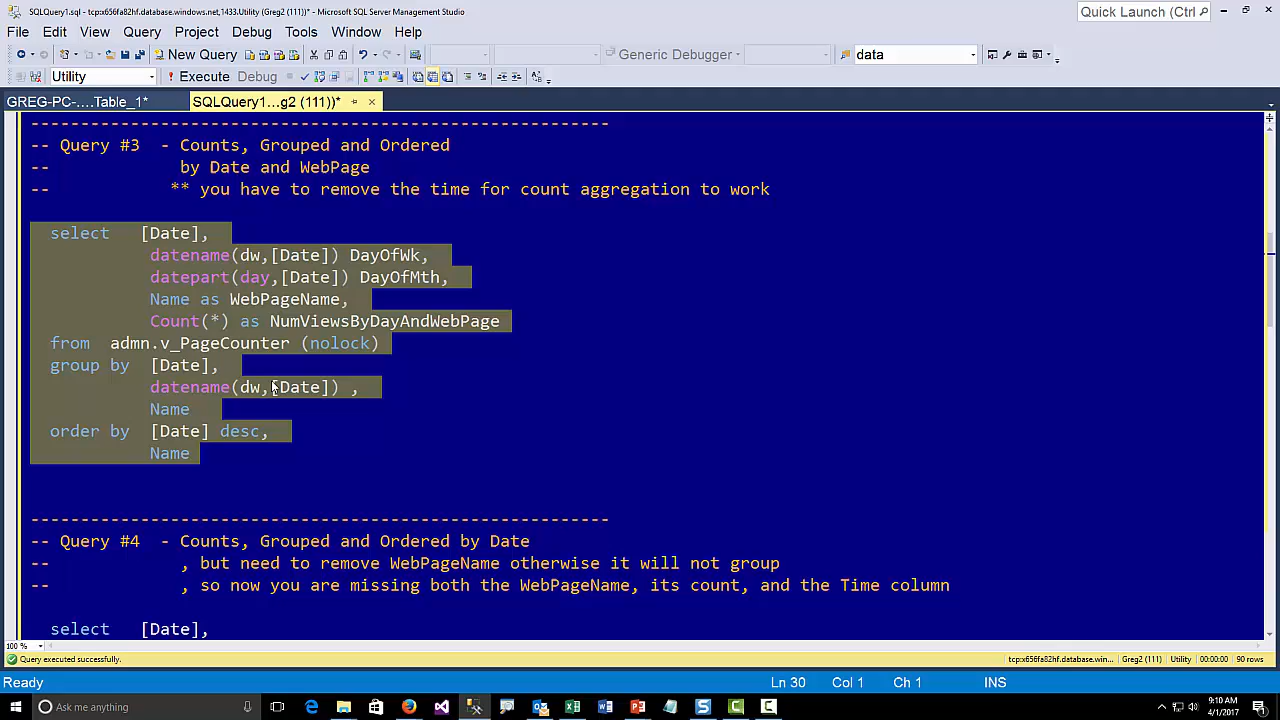 SQLQuery1.sql - tcp:x656fa82hf.database.windows.net,1433.Utility (Greg2 (111))* - Microsoft SQL Server Management Studio
Quick Launch (Ctrl
File Edit View Query Project Debug Tools Window Help
New Query Generic Debugger data
Utility Execute Debug
GREG-PC-....Table_1* SQLQuery1...g2 (111))*
-----------------------------------------------------------
-- Query #3 - Counts, Grouped and Ordered
-- by Date and WebPage
-- ** you have to remove the time for count aggregation to work
select [Date],
datename(dw,[Date]) DayOfWk,
datepart(day,[Date]) DayOfMth,
Name as WebPageName,
Count(*) as NumViewsByDayAndWebPage
from admn.v_PageCounter (nolock)
group by [Date],
datename(dw,[Date]) ,
Name
order by [Date] desc,
Name
-----------------------------------------------------------
-- Query #4 - Counts, Grouped and Ordered by Date
-- , but need to remove WebPageName otherwise it will not group
-- , so now you are missing both the WebPageName, its count, and the Time column
select [Date],
100 %
Query executed successfully. tcp:x656fa82hf.database.win... Greg2 (111) Utility 00:00:00 90 rows
Ready Ln 30 Col 1 Ch 1 INS
Ask me anything
9:10 AM
4/1/2017